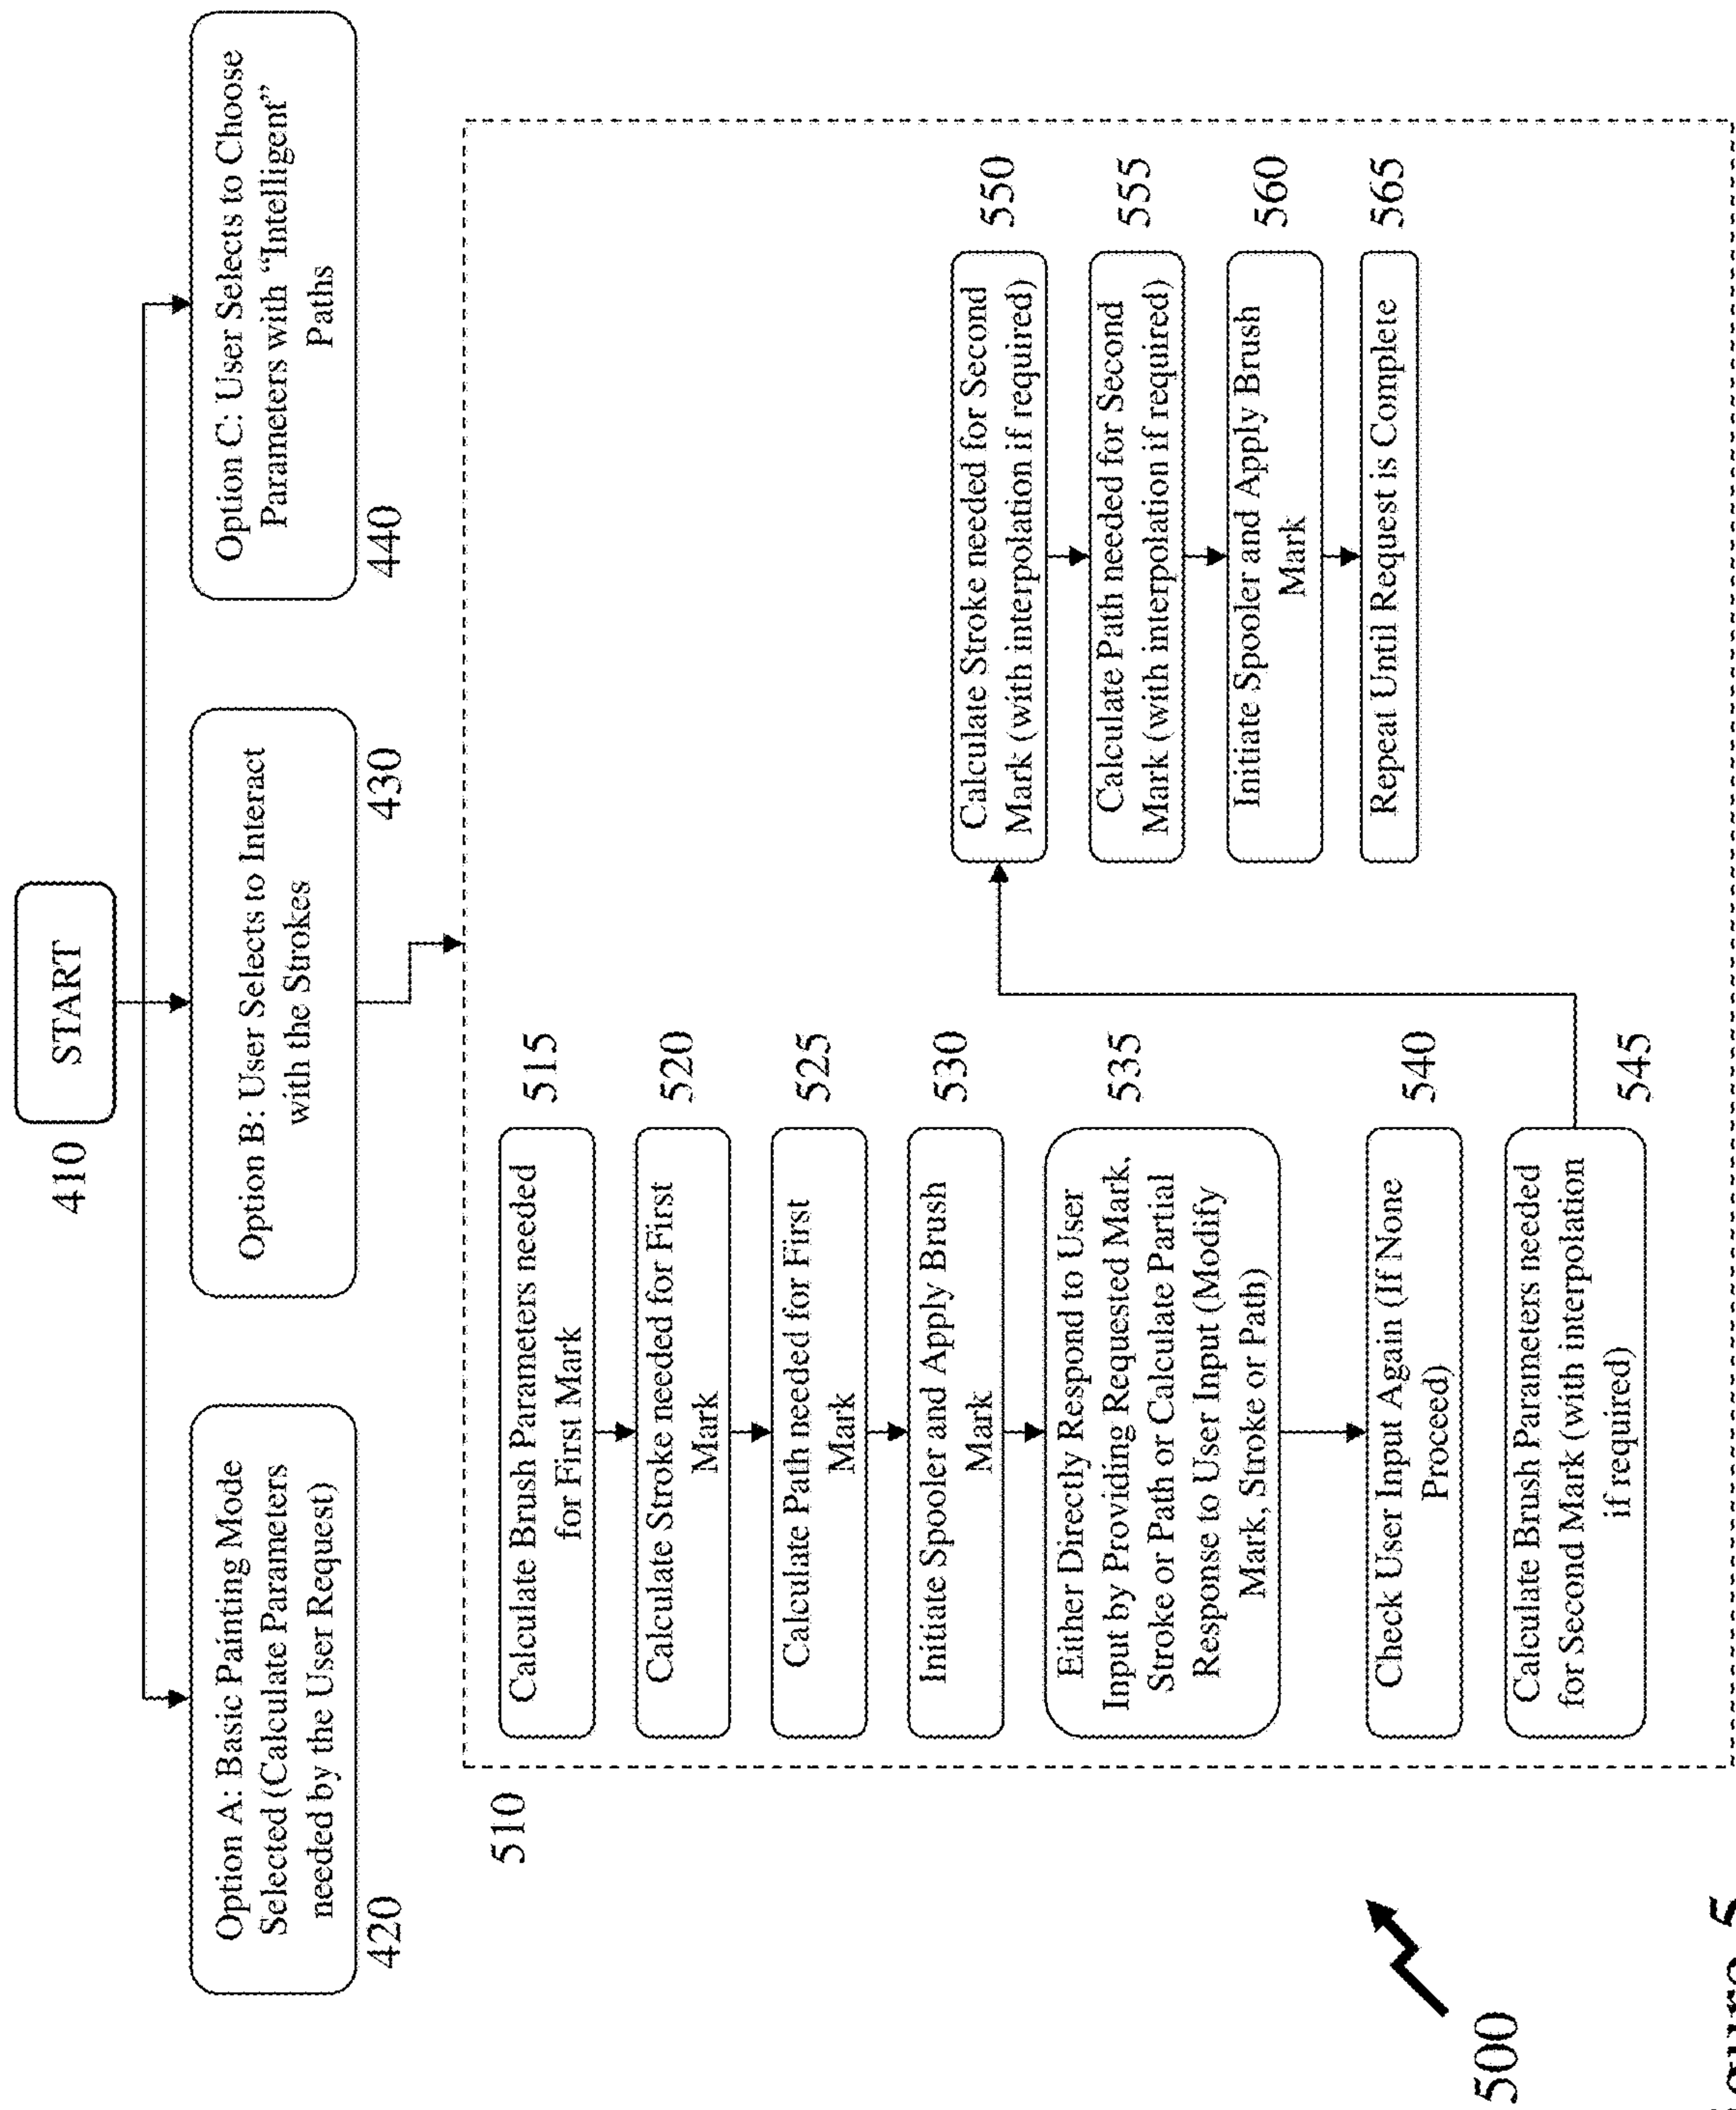 410
START
Option A: Basic Painting Mode
Selected (Calculate Parameters
needed by the User Request)
420
Option B: User Selects to Interact
with the Strokes
430
Option C: User Selects to Choose
Parameters with “Intelligent”
Paths
440
510
Calculate Brush Parameters needed
for First Mark
515
Calculate Stroke needed for First
Mark
520
Calculate Path needed for First
Mark
525
Initiate Spooler and Apply Brush
Mark
530
Either Directly Respond to User
Input by Providing Requested Mark,
Stroke or Path or Calculate Partial
Response to User Input (Modify
Mark, Stroke or Path)
535
Check User Input Again (If None
Proceed)
540
Calculate Brush Parameters needed
for Second Mark (with interpolation
if required)
545
Calculate Stroke needed for Second
Mark (with interpolation if required)
550
Calculate Path needed for Second
Mark (with interpolation if required)
555
Initiate Spooler and Apply Brush
Mark
560
Repeat Until Request is Complete
565
500